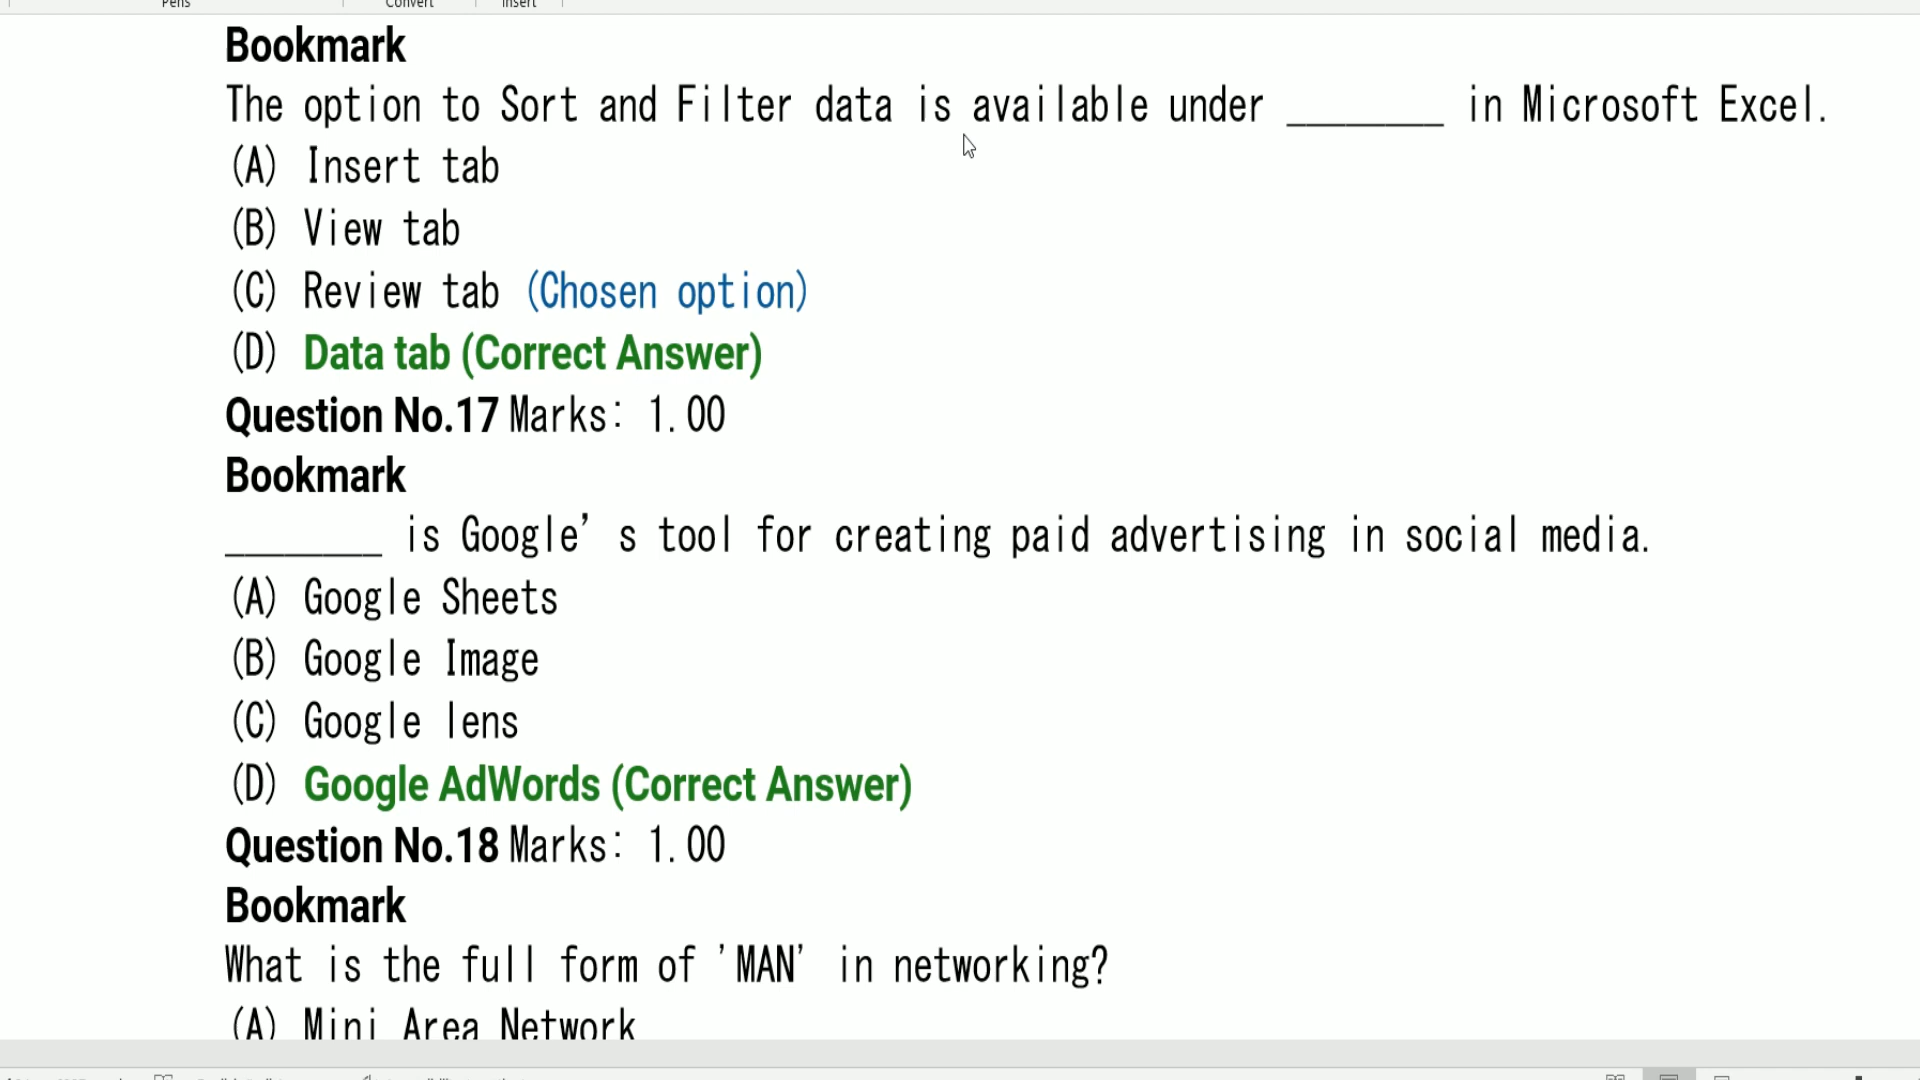 Pens Convert Insert
Bookmark
The option to Sort and Filter data is available under ________ in Microsoft Excel.
(A) Insert tab
(B) View tab
(C) Review tab (Chosen option)
(D) Data tab (Correct Answer)
Question No.17 Marks: 1.00
Bookmark
________ is Google’s tool for creating paid advertising in social media.
(A) Google Sheets
(B) Google Image
(C) Google lens
(D) Google AdWords (Correct Answer)
Question No.18 Marks: 1.00
Bookmark
What is the full form of 'MAN' in networking?
(A) Mini Area Network